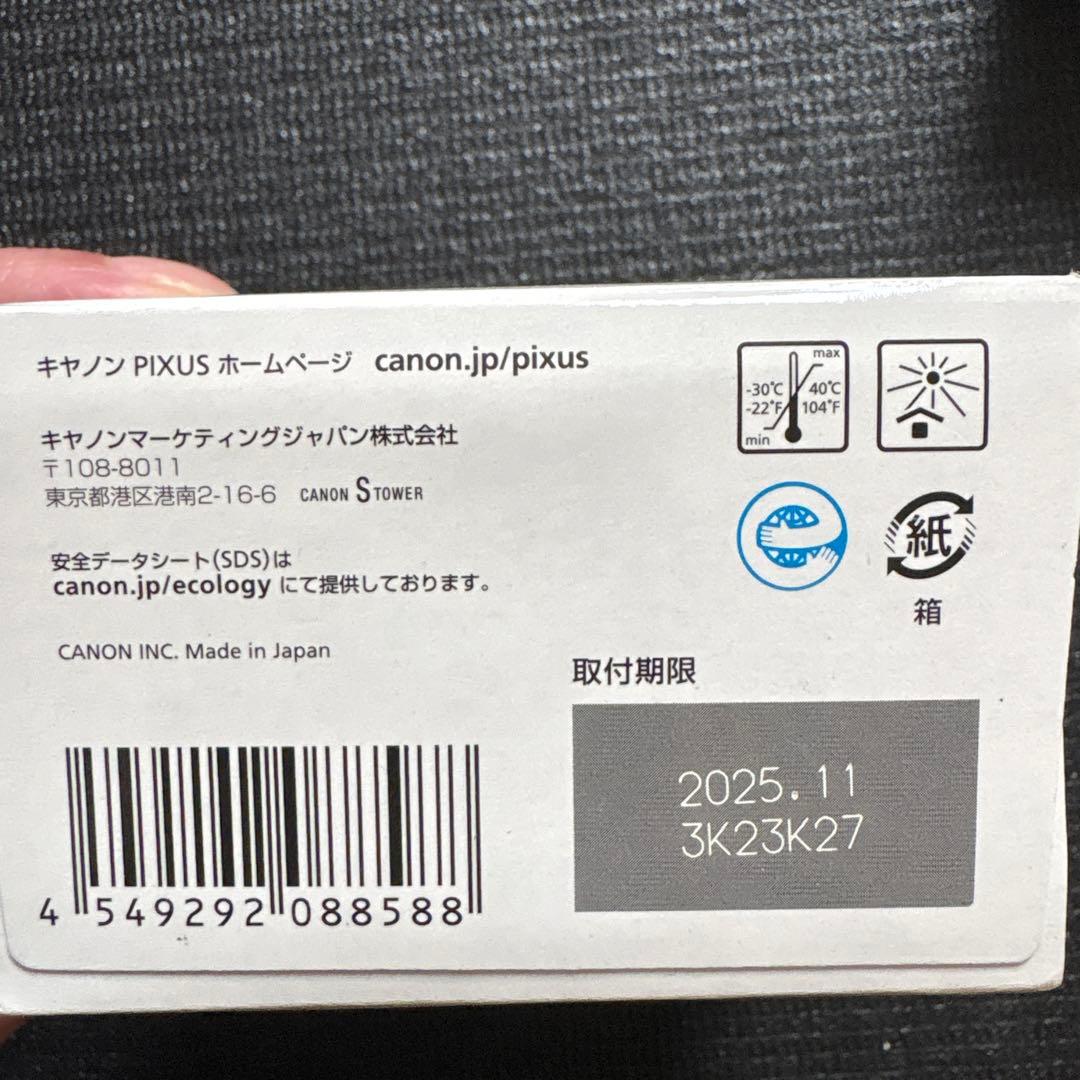 キヤノン PIXUS ホームページ canon.jp/pixus
キヤノンマーケティングジャパン株式会社
〒108-8011
東京都港区港南2-16-6 CANON S TOWER
安全データシート(SDS)は
canon.jp/ecology にて提供しております。
CANON INC. Made in Japan
max
-30℃ 40℃
-22°F 104°F
min
紙
箱
取付期限
2025.11
3K23K27
4 549292 088588